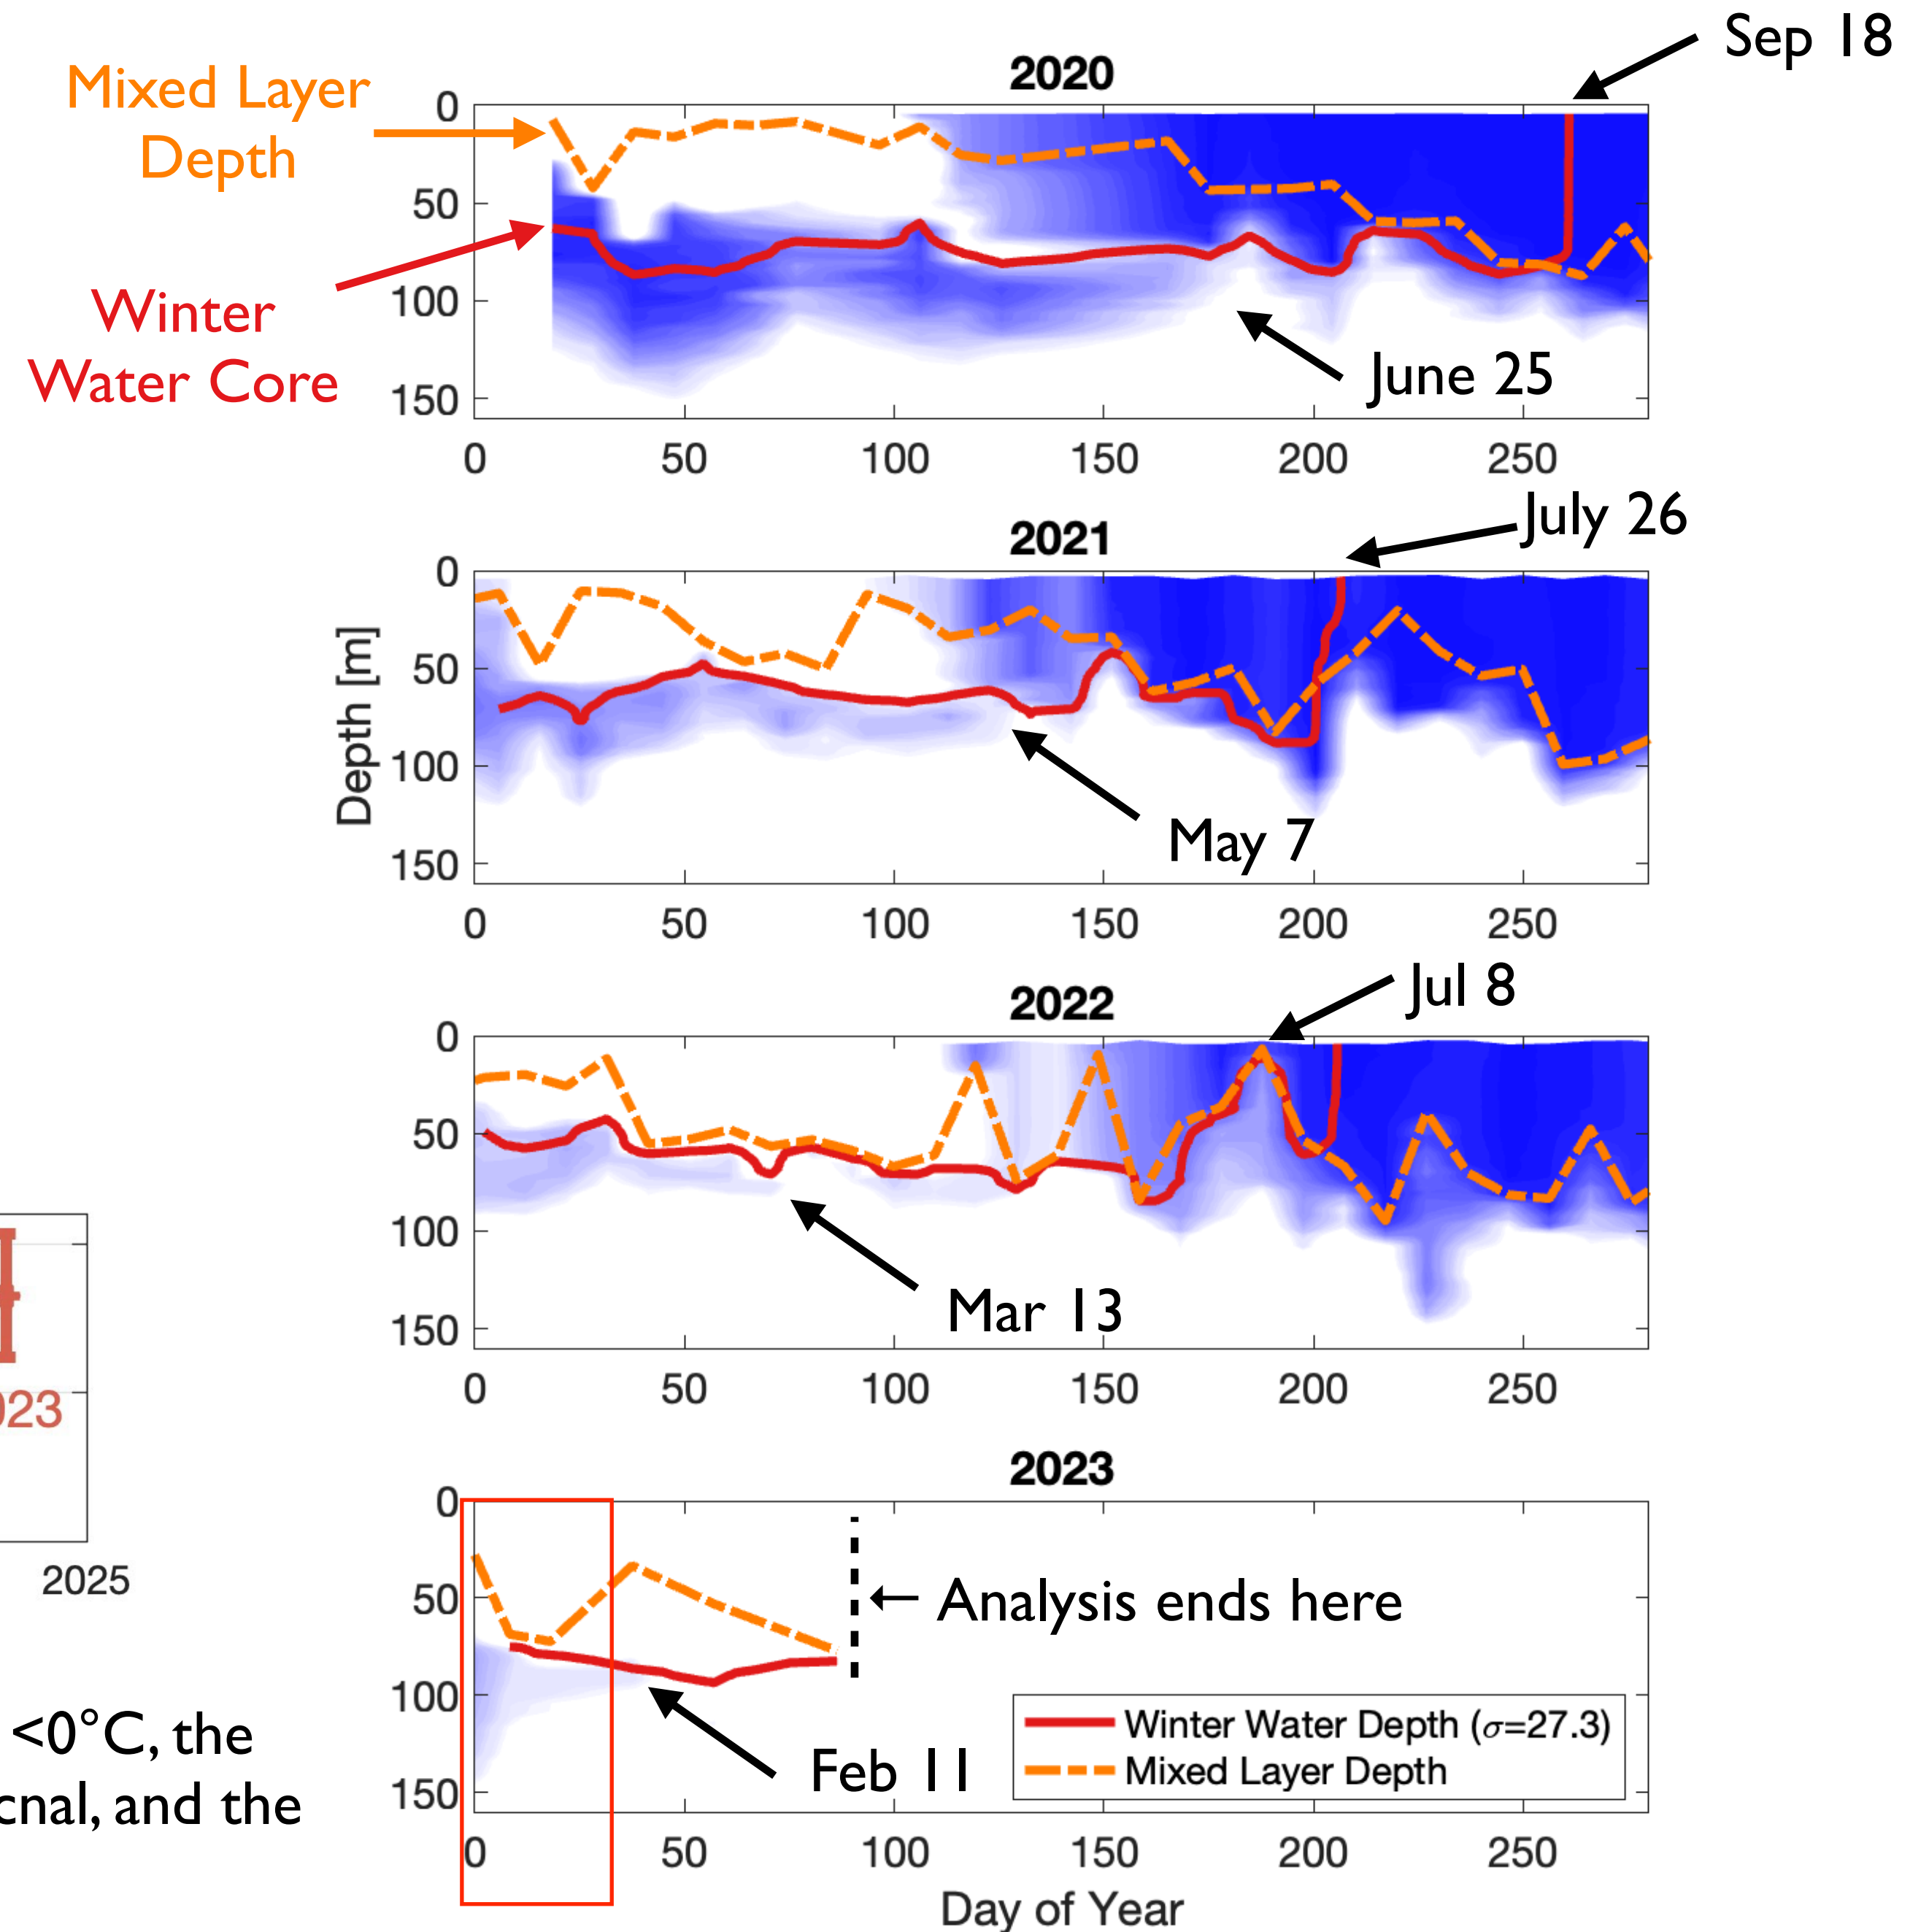 Sep 18
Mixed Layer
Depth
Winter
Water Core
2020
0
50
100
150
June 25
0 50 100 150 200 250
July 26
2021
Depth [m]
0
50
100
150
May 7
0 50 100 150 200 250
Jul 8
2022
0
50
100
150
Mar 13
0 50 100 150 200 250
2023
0
50
100
150
Analysis ends here
Feb 11
Winter Water Depth (σ=27.3)
Mixed Layer Depth
0 50 100 150 200 250
Day of Year
023
2025
<0°C, the
cnal, and the